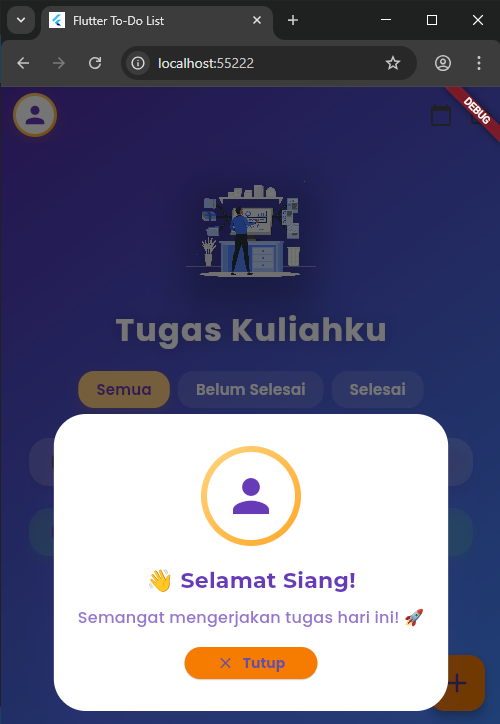 Flutter To-Do List
localhost:55222
DEBUG
Tugas Kuliahku
Semua
Belum Selesai
Selesai
👋 Selamat Siang!
Semangat mengerjakan tugas hari ini! 🚀
Tutup